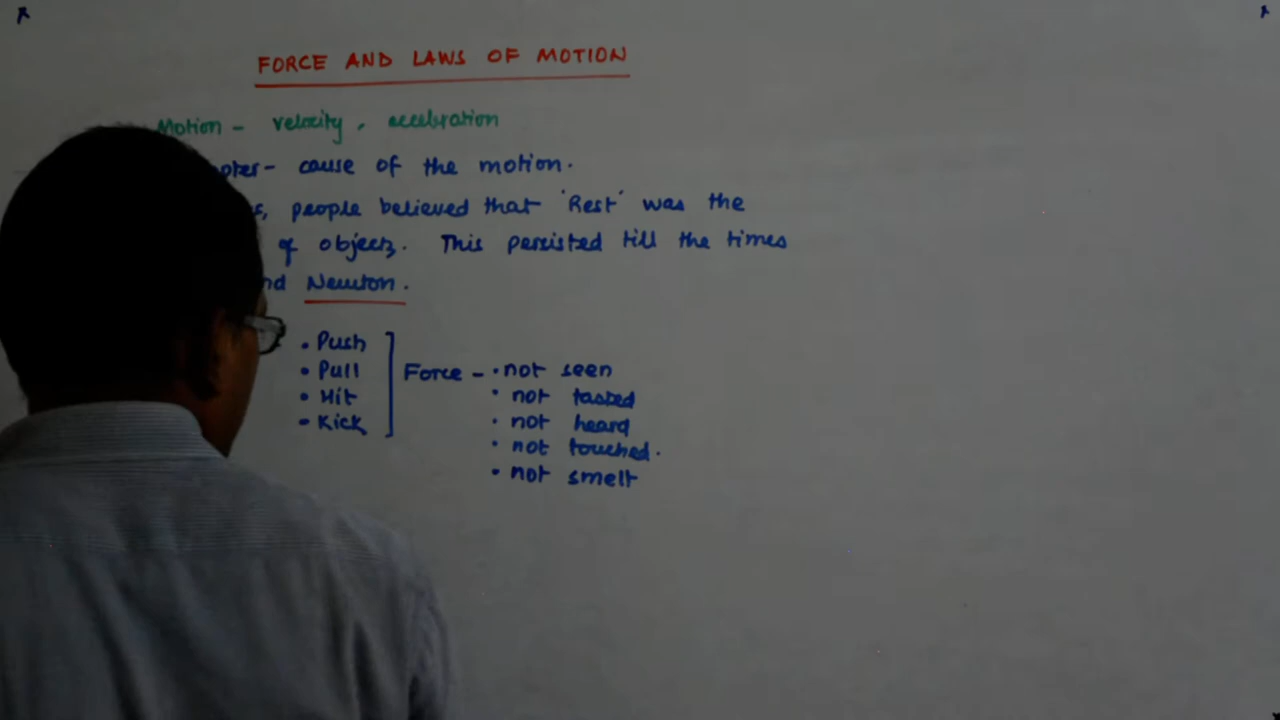 FORCE AND LAWS OF MOTION
Motion - velocity, acceleration
- cause of the motion.
people believed that 'Rest' was the
of objects. This persisted till the times
Newton.
• Push
• Pull
• Hit
• Kick
Force - • not seen
• not tasted
• not heard
• not touched.
• not smelt